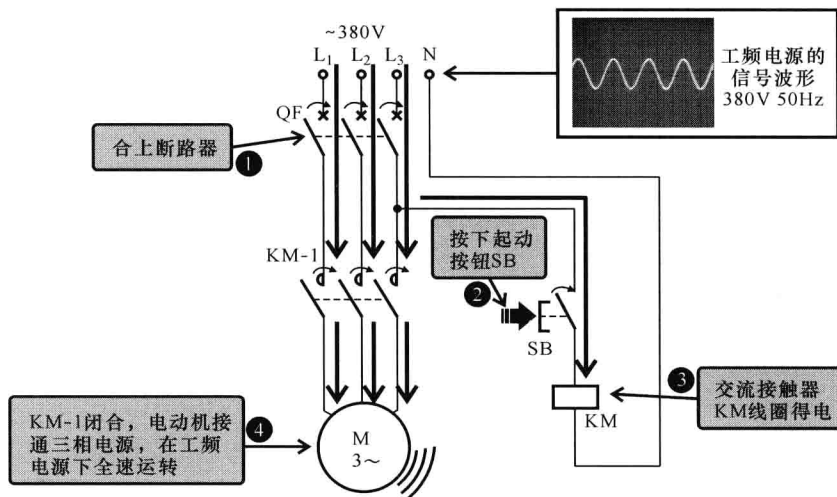 ~380V
L₁ L₂ L₃ N
工频电源的
信号波形
380V 50Hz
QF
合上断路器
1
KM-1
按下起动
按钮SB
2
SB
3
交流接触器
KM线圈得电
KM
KM-1闭合，电动机接
通三相电源，在工频
电源下全速运转
4
M
3~